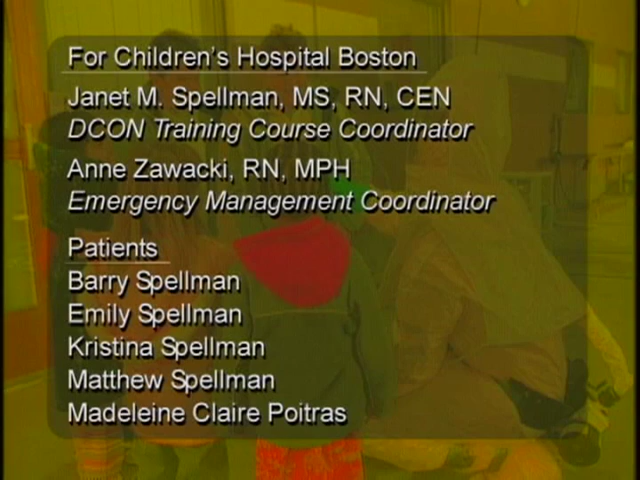 For Children's Hospital Boston
Janet M. Spellman, MS, RN, CEN
DCON Training Course Coordinator
Anne Zawacki, RN, MPH
Emergency Management Coordinator
Patients
Barry Spellman
Emily Spellman
Kristina Spellman
Matthew Spellman
Madeleine Claire Poitras